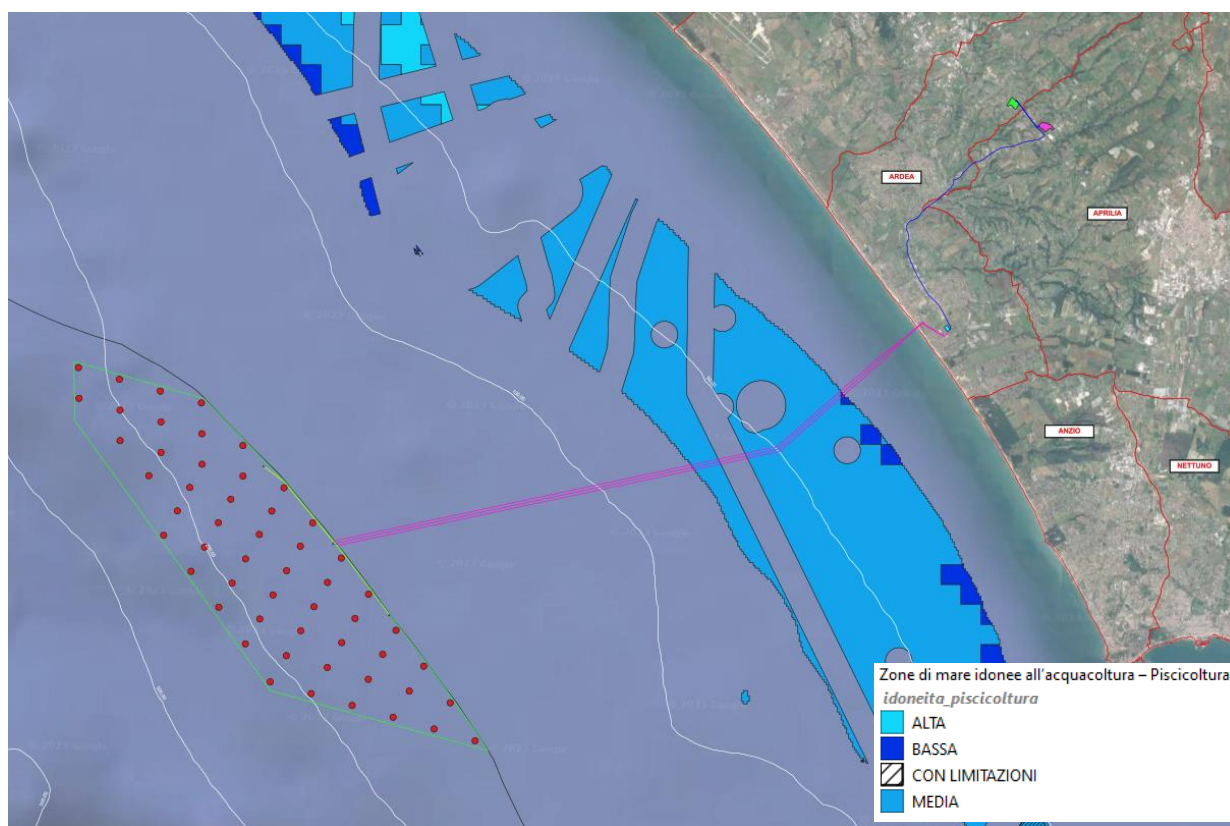 ARDEA
APRILIA
ANZIO
NETTUNO
Zone di mare idonee all'acquacoltura – Piscicoltura
idoneita_piscicoltura
ALTA
BASSA
CON LIMITAZIONI
MEDIA